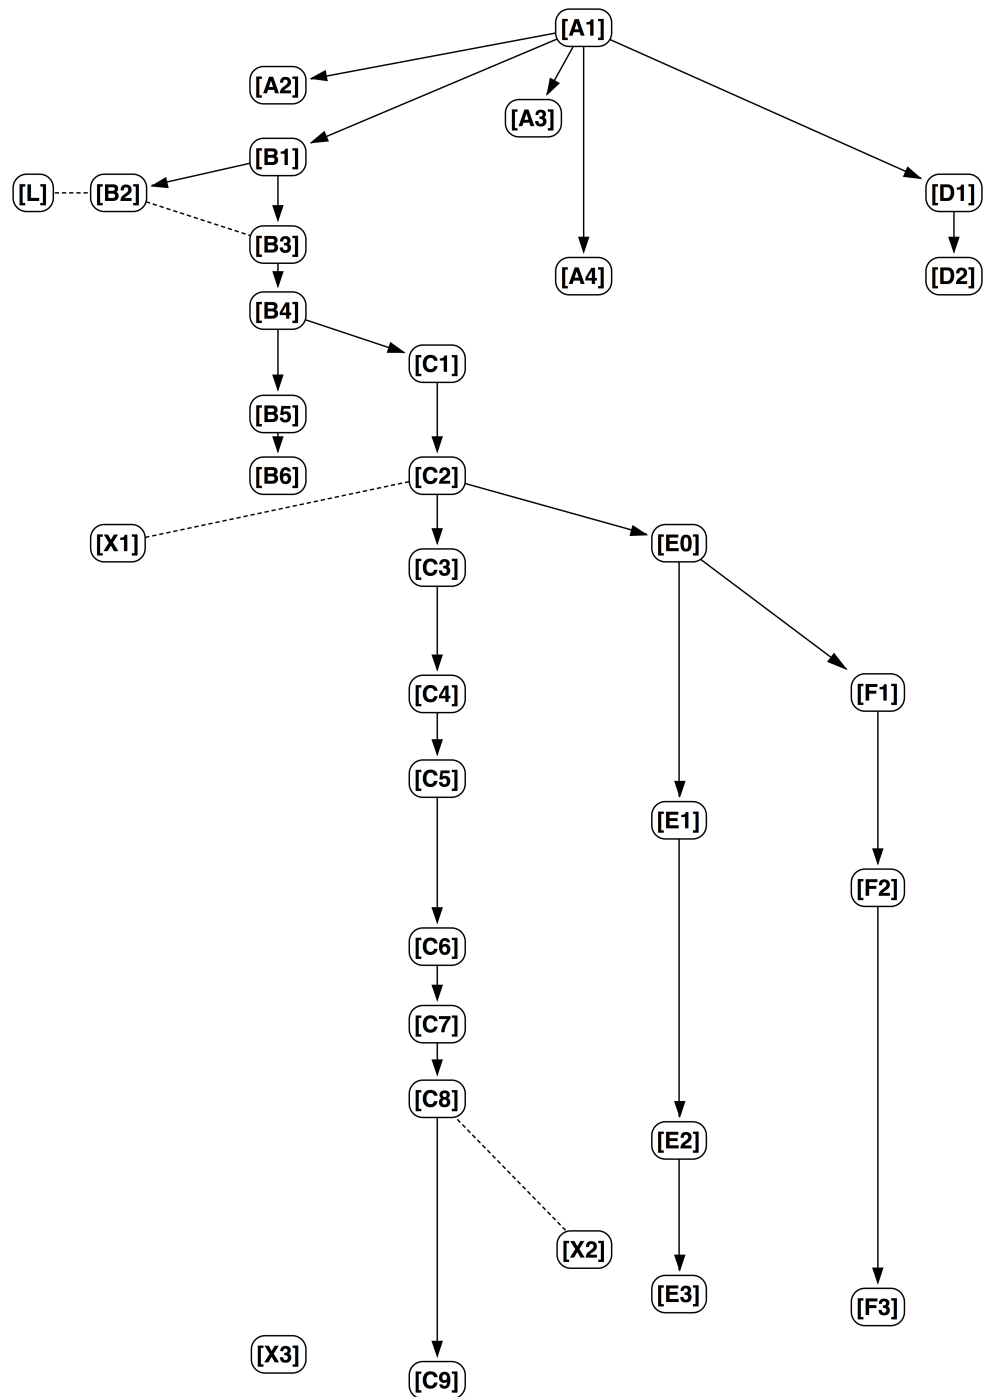 [A1]
[A2]
[A3]
[B1]
[L]
[B2]
[D1]
[B3]
[A4]
[D2]
[B4]
[C1]
[B5]
[B6]
[C2]
[X1]
[E0]
[C3]
[C4]
[F1]
[C5]
[E1]
[F2]
[C6]
[C7]
[C8]
[E2]
[X2]
[E3]
[F3]
[X3]
[C9]